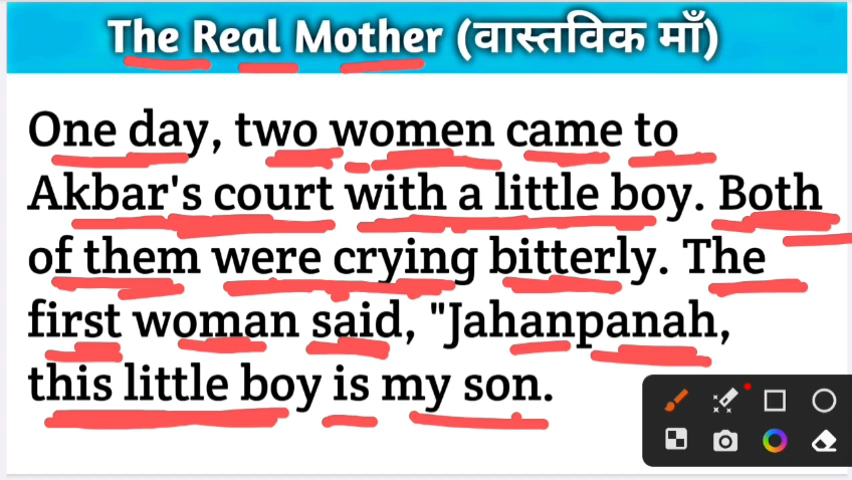 The Real Mother (वास्तविक माँ)
One day, two women came to
Akbar's court with a little boy. Both
of them were crying bitterly. The
first woman said, "Jahanpanah,
this little boy is my son.